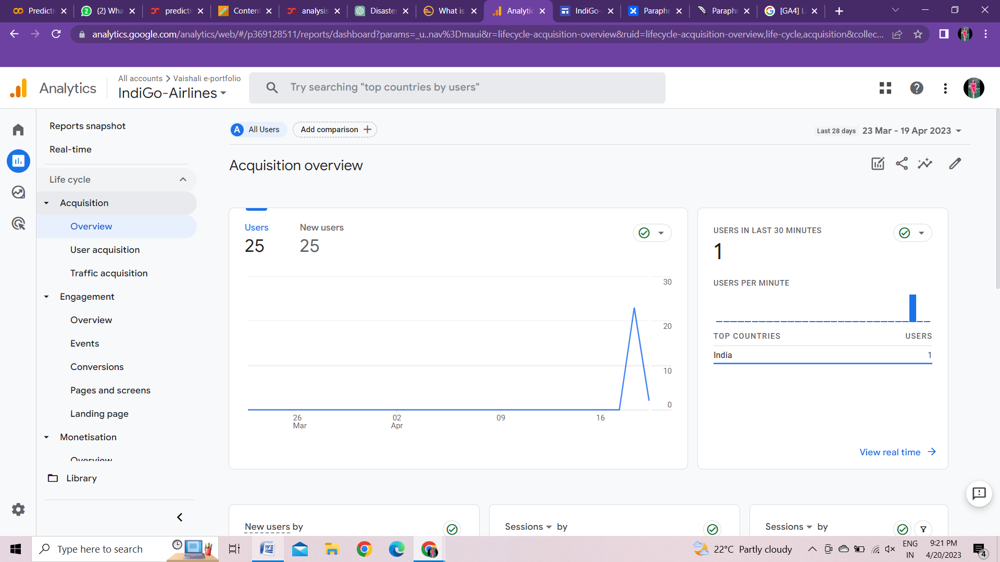 Predicti
(2) Wha
predicti
Conten
analysis
Disaste
What is
Analytic
IndiGo-
Paraphr
Paraphr
[GA4] L
analytics.google.com/analytics/web/#/p369128511/reports/dashboard?params=_u..nav%3Dmaui&r=lifecycle-acquisition-overview&ruid=lifecycle-acquisition-overview,life-cycle,acquisition&collec...
Analytics
All accounts > Vaishali e-portfolio
IndiGo-Airlines
Try searching "top countries by users"
Reports snapshot
Real-time
Life cycle
Acquisition
Overview
User acquisition
Traffic acquisition
Engagement
Overview
Events
Conversions
Pages and screens
Landing page
Monetisation
Overview
Library
A All Users
Add comparison +
Last 28 days 23 Mar - 19 Apr 2023
Acquisition overview
Users
25
New users
25
30
20
10
0
26
Mar
02
Apr
09
16
USERS IN LAST 30 MINUTES
1
USERS PER MINUTE
TOP COUNTRIES USERS
India 1
View real time
New users by
Sessions by
Sessions by
Type here to search
22°C Partly cloudy
ENG
IN
9:21 PM
4/20/2023
4